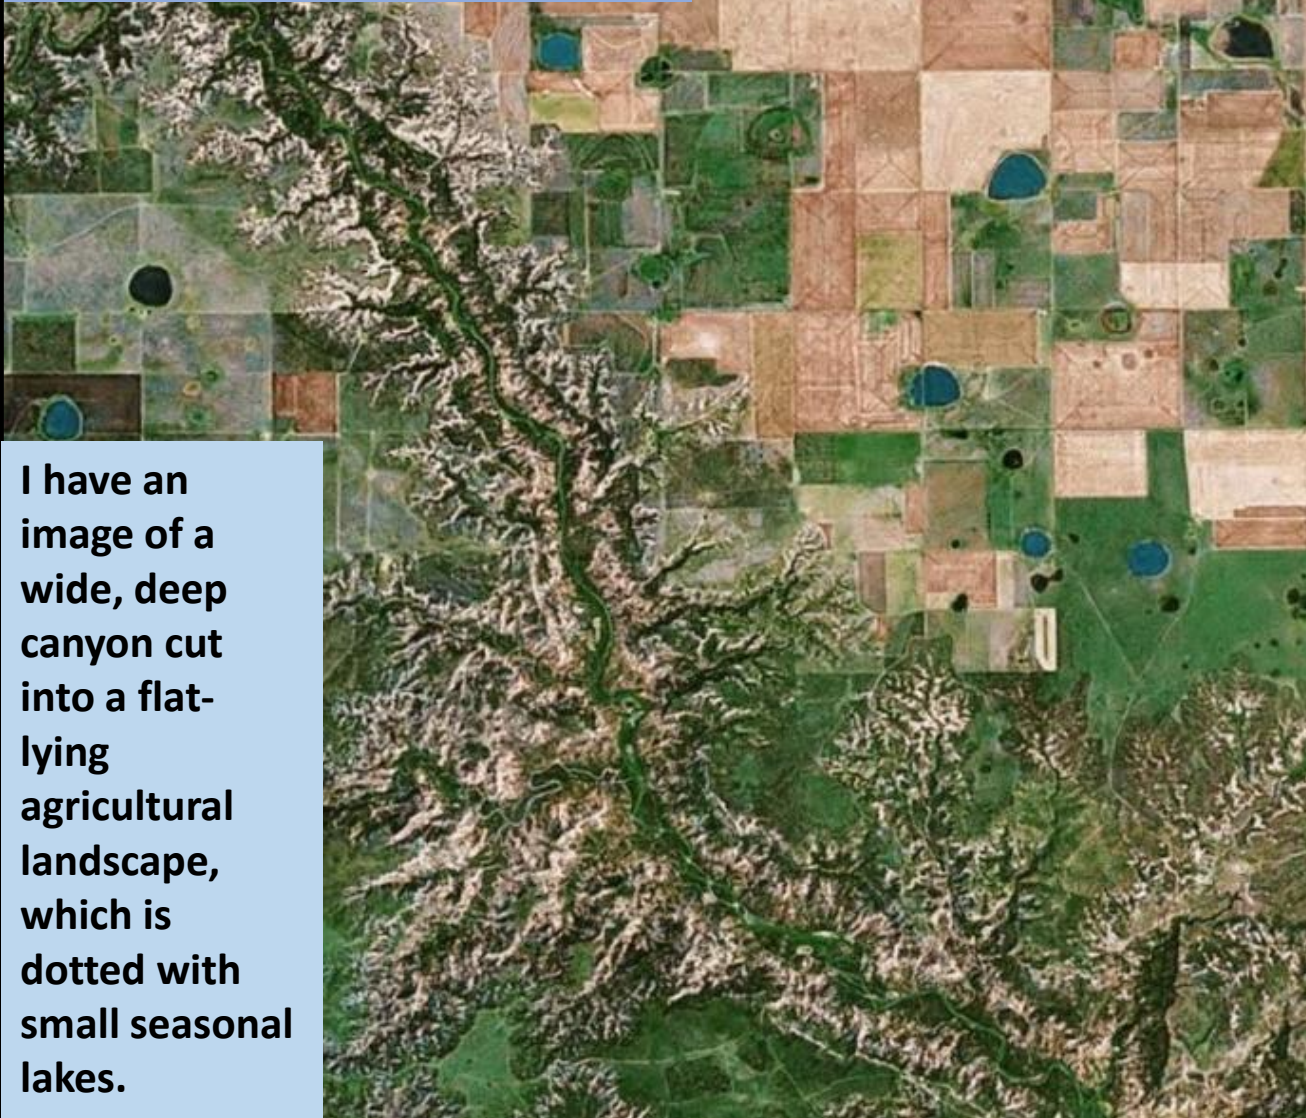 I have an
image of a
wide, deep
canyon cut
into a flat-
lying
agricultural
landscape,
which is
dotted with
small seasonal
lakes.